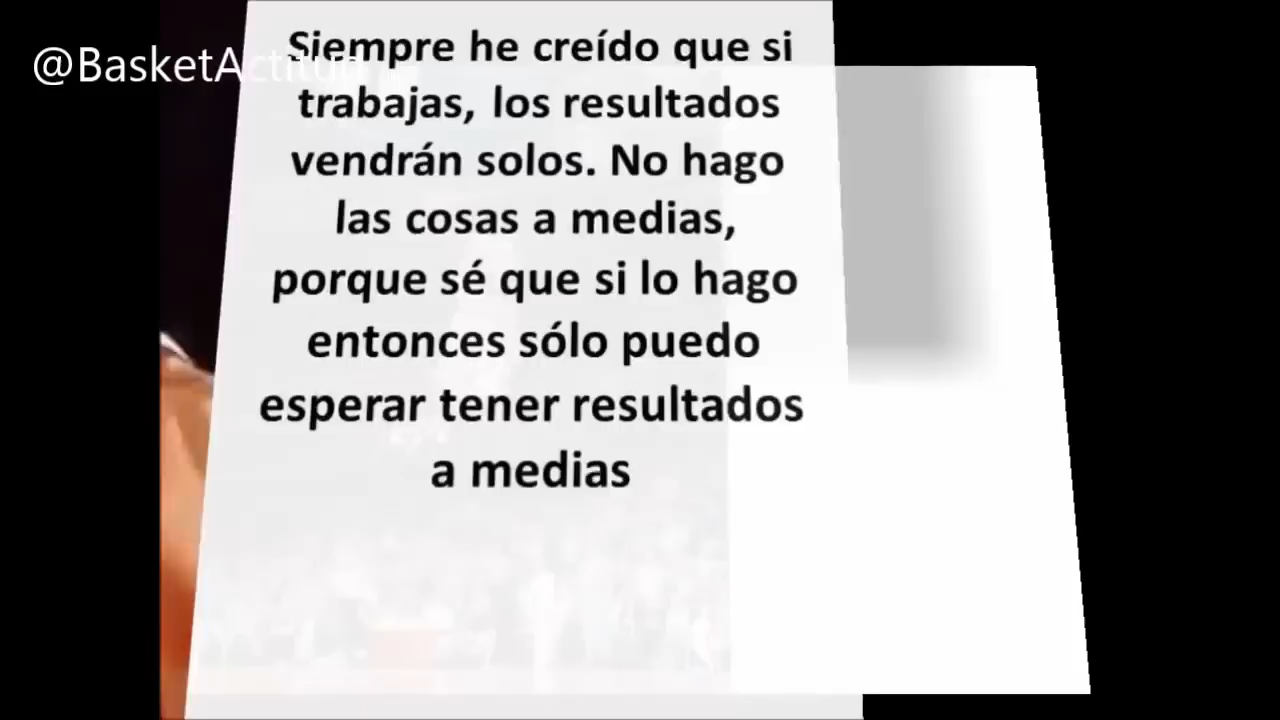 @BasketActitud
Siempre he creído que si
trabajas, los resultados
vendrán solos. No hago
las cosas a medias,
porque sé que si lo hago
entonces sólo puedo
esperar tener resultados
a medias